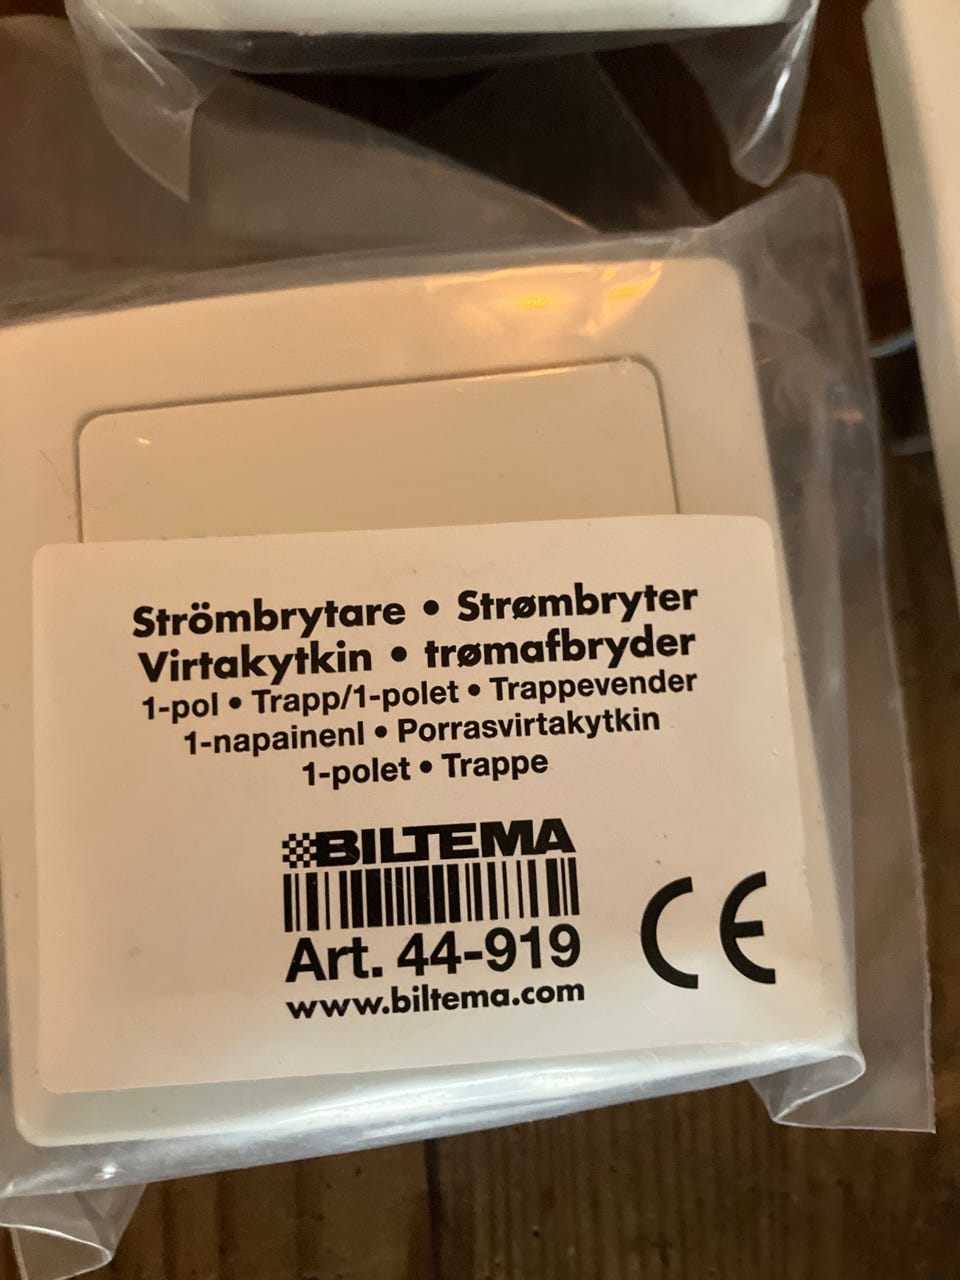 Strömbrytare • Strømbryter
Virtakytkin • trømafbryder
1-pol • Trapp/1-polet • Trappevender
1-napainenl • Porrasvirtakytkin
1-polet • Trappe
BILTEMA
Art. 44-919
www.biltema.com
CE